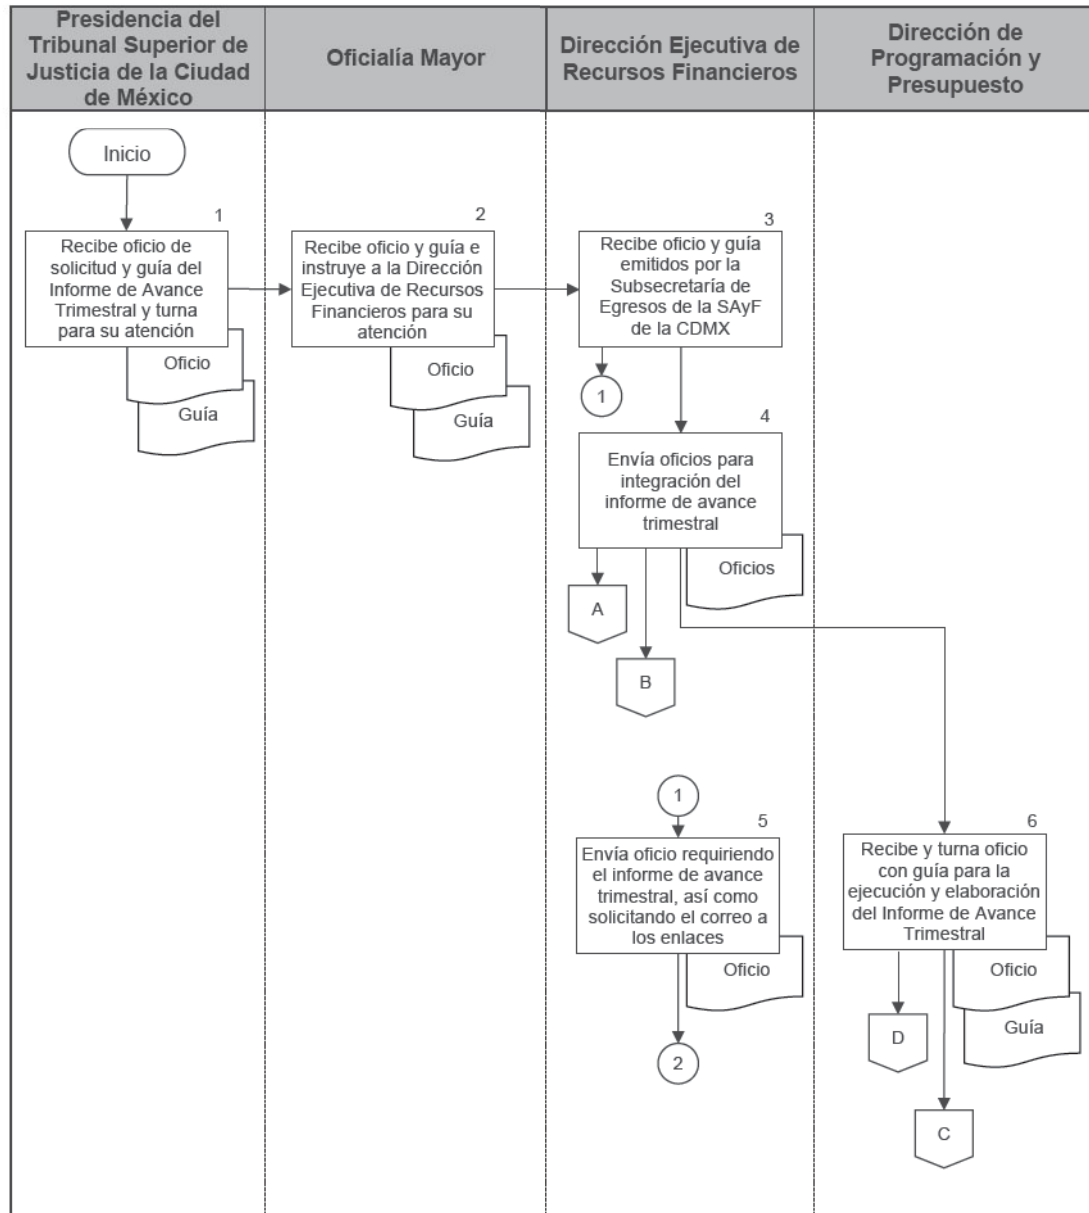 Presidencia del
Tribunal Superior de
Justicia de la Ciudad
de México
Oficialía Mayor
Dirección Ejecutiva de
Recursos Financieros
Dirección de
Programación y
Presupuesto
Inicio
1
Recibe oficio de
solicitud y guía del
Informe de Avance
Trimestral y turna
para su atención
Oficio
Guía
2
Recibe oficio y guía e
instruye a la Dirección
Ejecutiva de Recursos
Financieros para su
atención
Oficio
Guía
3
Recibe oficio y guía
emitidos por la
Subsecretaría de
Egresos de la SAyF
de la CDMX
1
4
Envía oficios para
integración del
informe de avance
trimestral
Oficios
A
B
1
5
Envía oficio requiriendo
el informe de avance
trimestral, así como
solicitando el correo a
los enlaces
Oficio
2
6
Recibe y turna oficio
con guía para la
ejecución y elaboración
del Informe de Avance
Trimestral
Oficio
Guía
D
C